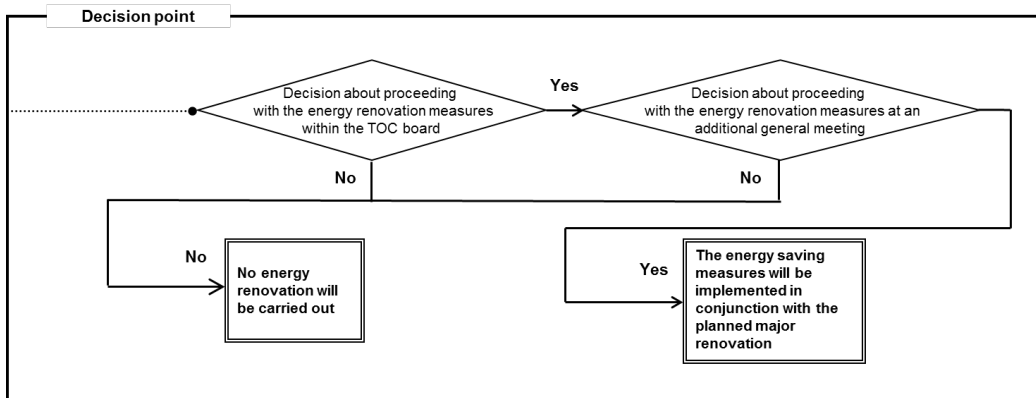 Decision point
Decision about proceeding
with the energy renovation measures
within the TOC board
Yes
Decision about proceeding
with the energy renovation measures at an
additional general meeting
No
No
No
No energy
renovation will
be carried out
Yes
The energy saving
measures will be
implemented in
conjunction with the
planned major
renovation